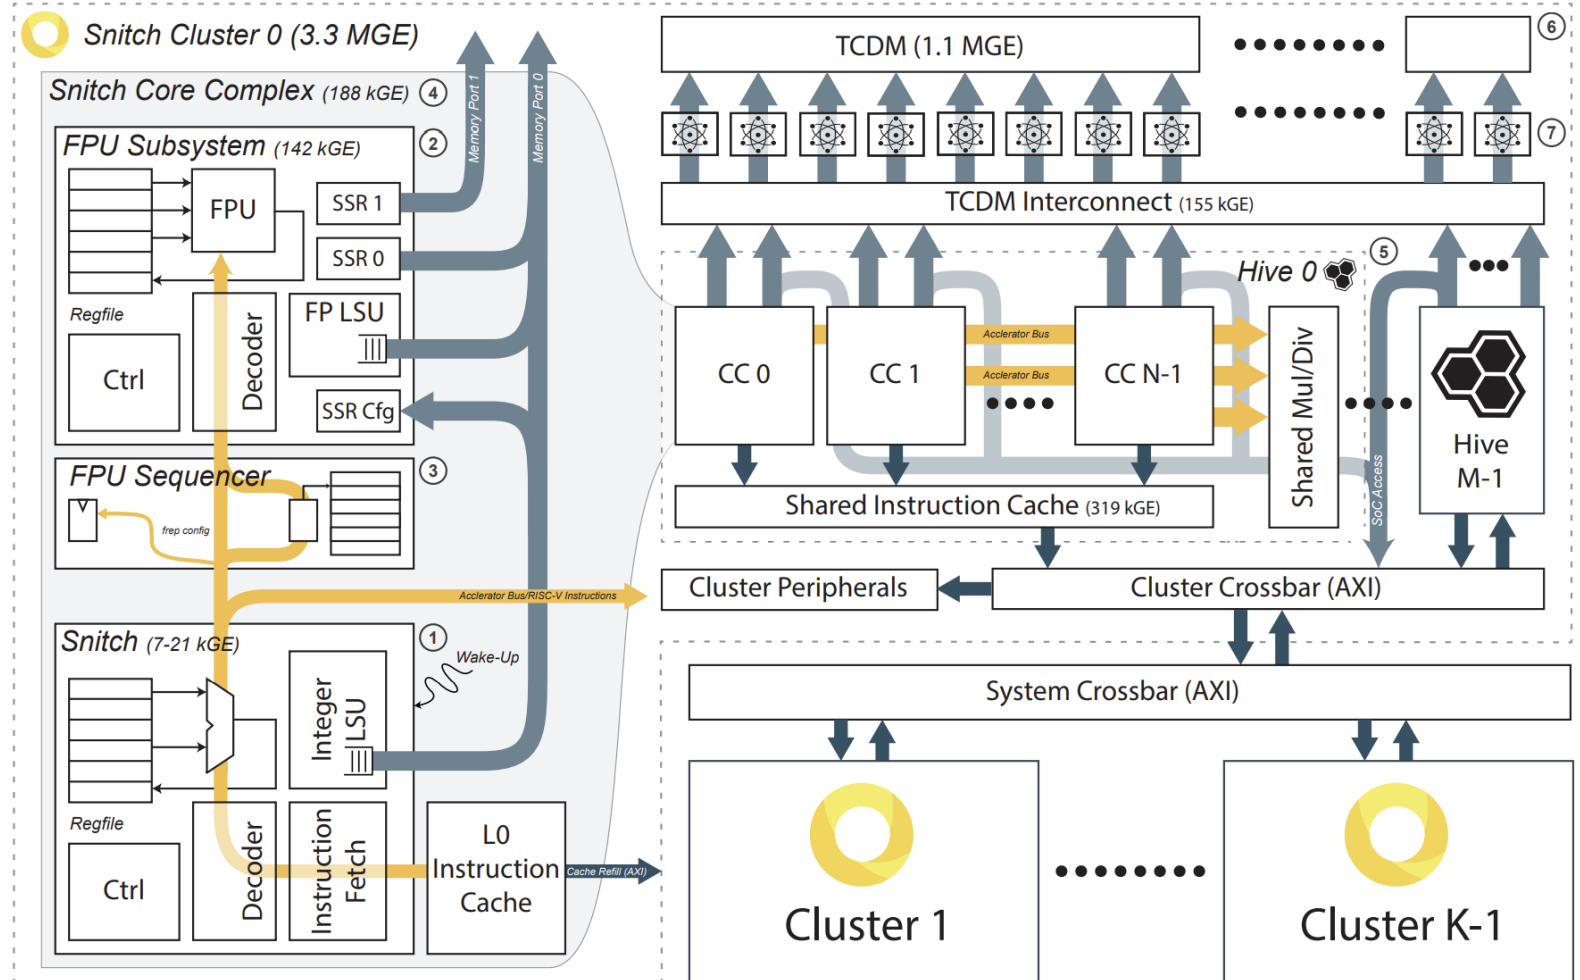 Snitch Cluster 0 (3.3 MGE)
Snitch Core Complex (188 kGE)
4
FPU Subsystem (142 kGE)
2
FPU
SSR 1
SSR 0
Regfile
Ctrl
Decoder
FP LSU
SSR Cfg
Memory Port 1
Memory Port 0
FPU Sequencer
3
frep config
Acclerator Bus/RISC-V Instructions
Snitch (7-21 kGE)
1
Wake-Up
Integer
LSU
Regfile
Ctrl
Decoder
Instruction
Fetch
L0
Instruction
Cache
Cache Refill (AXI)
TCDM (1.1 MGE)
6
7
TCDM Interconnect (155 kGE)
5
Hive 0
CC 0
CC 1
Acclerator Bus
Acclerator Bus
CC N-1
Shared Mul/Div
SoC Access
Hive
M-1
Shared Instruction Cache (319 kGE)
Cluster Peripherals
Cluster Crossbar (AXI)
System Crossbar (AXI)
Cluster 1
Cluster K-1